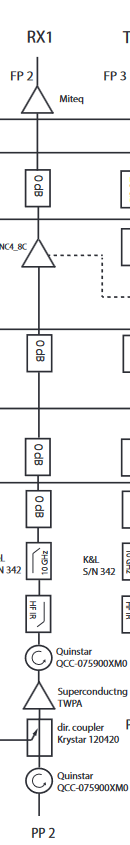 RX1
T
FP 2
FP 3
Miteq
0 dB
NC4_8C
0 dB
0 dB
0 dB
10 GHz
K&L
S/N 342
N 342
HF IR
Quinstar
QCC-075900XM0
Superconductng
TWPA
dir. coupler
Krystar 120420
Quinstar
QCC-075900XM0
PP 2